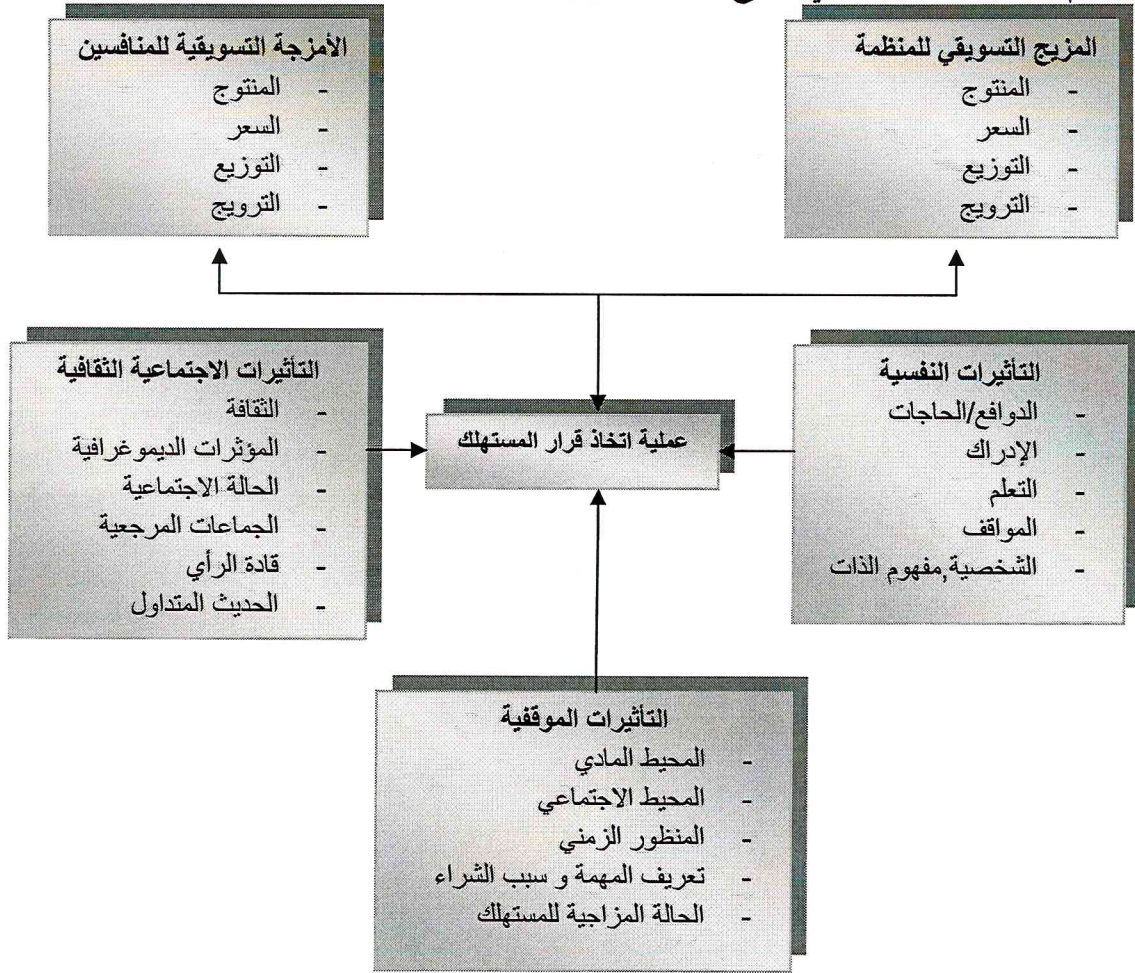 المزيج التسويقي للمنظمة
- المنتوج
- السعر
- التوزيع
- الترويج
الأمزجة التسويقية للمنافسين
- المنتوج
- السعر
- التوزيع
- الترويج
التأثيرات النفسية
- الدوافع/الحاجات
- الإدراك
- التعلم
- المواقف
- الشخصية,مفهوم الذات
عملية اتخاذ قرار المستهلك
التأثيرات الاجتماعية الثقافية
- الثقافة
- المؤثرات الديموغرافية
- الحالة الاجتماعية
- الجماعات المرجعية
- قادة الرأي
- الحديث المتداول
التأثيرات الموقفية
- المحيط المادي
- المحيط الاجتماعي
- المنظور الزمني
- تعريف المهمة و سبب الشراء
- الحالة المزاجية للمستهلك